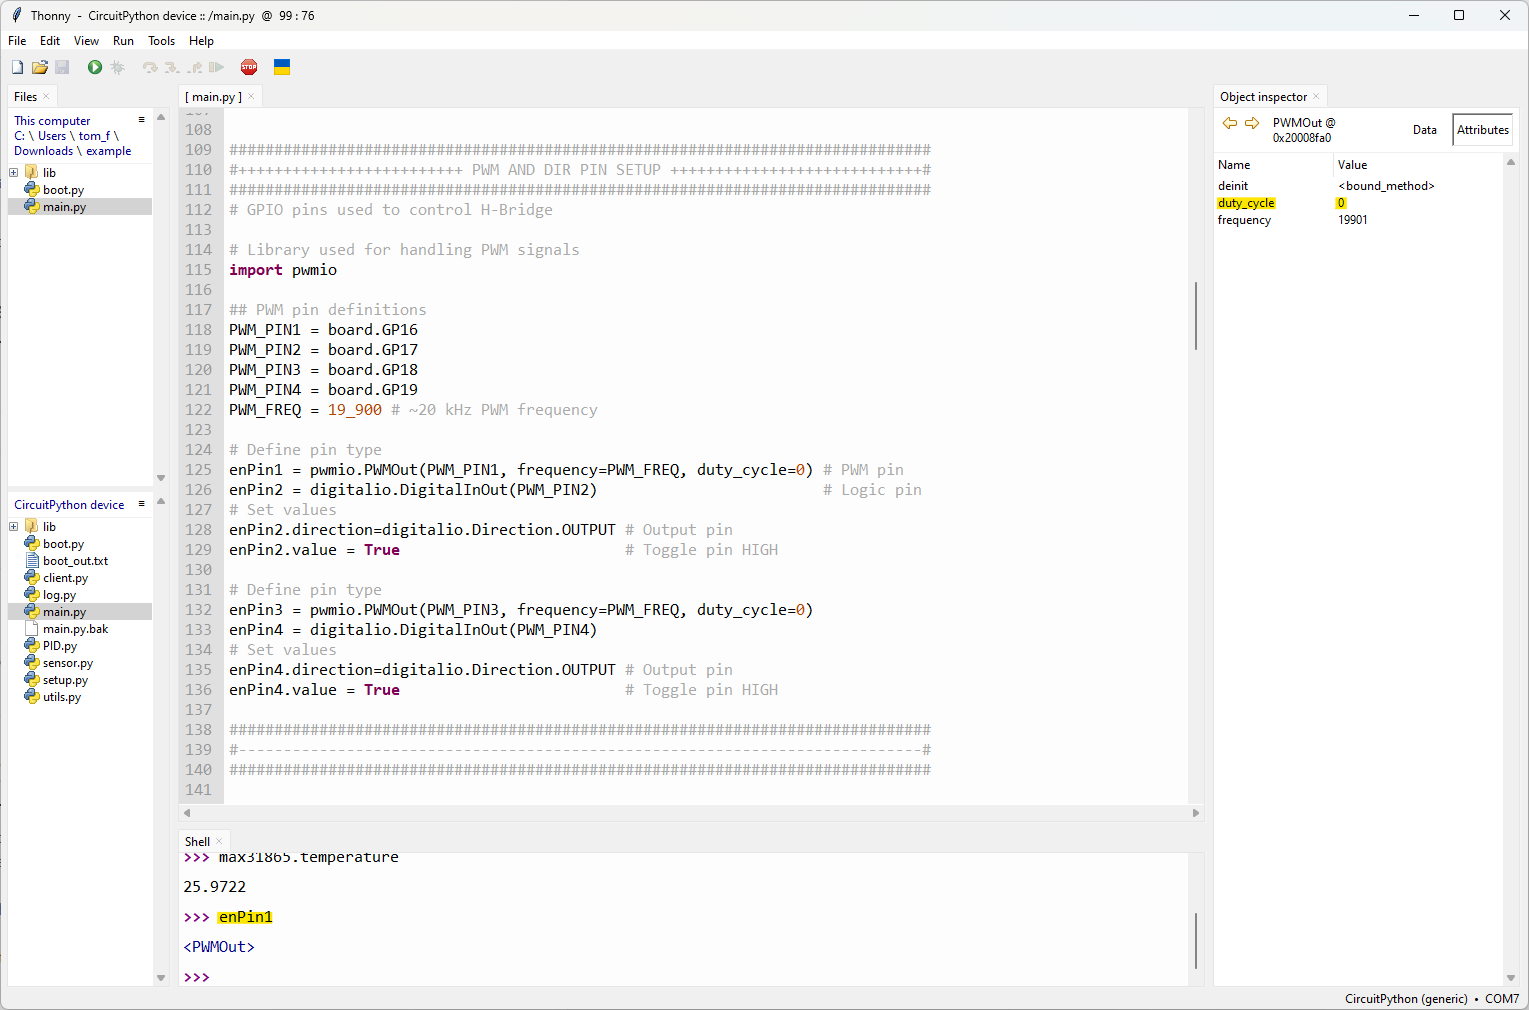 Thonny - CircuitPython device :: /main.py @ 99 : 76
File Edit View Run Tools Help
STOP
Files
This computer
C: \ Users \ tom_f \
Downloads \ example
lib
boot.py
main.py
CircuitPython device
lib
boot.py
boot_out.txt
client.py
log.py
main.py
main.py.bak
PID.py
sensor.py
setup.py
utils.py
[ main.py ]
107
108
109 ##############################################################################
110 #+++++++++++++++++++++++++ PWM AND DIR PIN SETUP ++++++++++++++++++++++++++++#
111 ##############################################################################
112 # GPIO pins used to control H-Bridge
113
114 # Library used for handling PWM signals
115 import pwmio
116
117 ## PWM pin definitions
118 PWM_PIN1 = board.GP16
119 PWM_PIN2 = board.GP17
120 PWM_PIN3 = board.GP18
121 PWM_PIN4 = board.GP19
122 PWM_FREQ = 19_900 # ~20 kHz PWM frequency
123
124 # Define pin type
125 enPin1 = pwmio.PWMOut(PWM_PIN1, frequency=PWM_FREQ, duty_cycle=0) # PWM pin
126 enPin2 = digitalio.DigitalInOut(PWM_PIN2)                         # Logic pin
127 # Set values
128 enPin2.direction=digitalio.Direction.OUTPUT # Output pin
129 enPin2.value = True                         # Toggle pin HIGH
130
131 # Define pin type
132 enPin3 = pwmio.PWMOut(PWM_PIN3, frequency=PWM_FREQ, duty_cycle=0)
133 enPin4 = digitalio.DigitalInOut(PWM_PIN4)
134 # Set values
135 enPin4.direction=digitalio.Direction.OUTPUT # Output pin
136 enPin4.value = True                         # Toggle pin HIGH
137
138 ##############################################################################
139 #----------------------------------------------------------------------------#
140 ##############################################################################
141
Shell
>>> max31865.temperature
25.9722
>>> enPin1
<PWMOut>
>>>
Object inspector
PWMOut @
0x20008fa0
Data Attributes
Name Value
deinit <bound_method>
duty_cycle 0
frequency 19901
CircuitPython (generic) • COM7